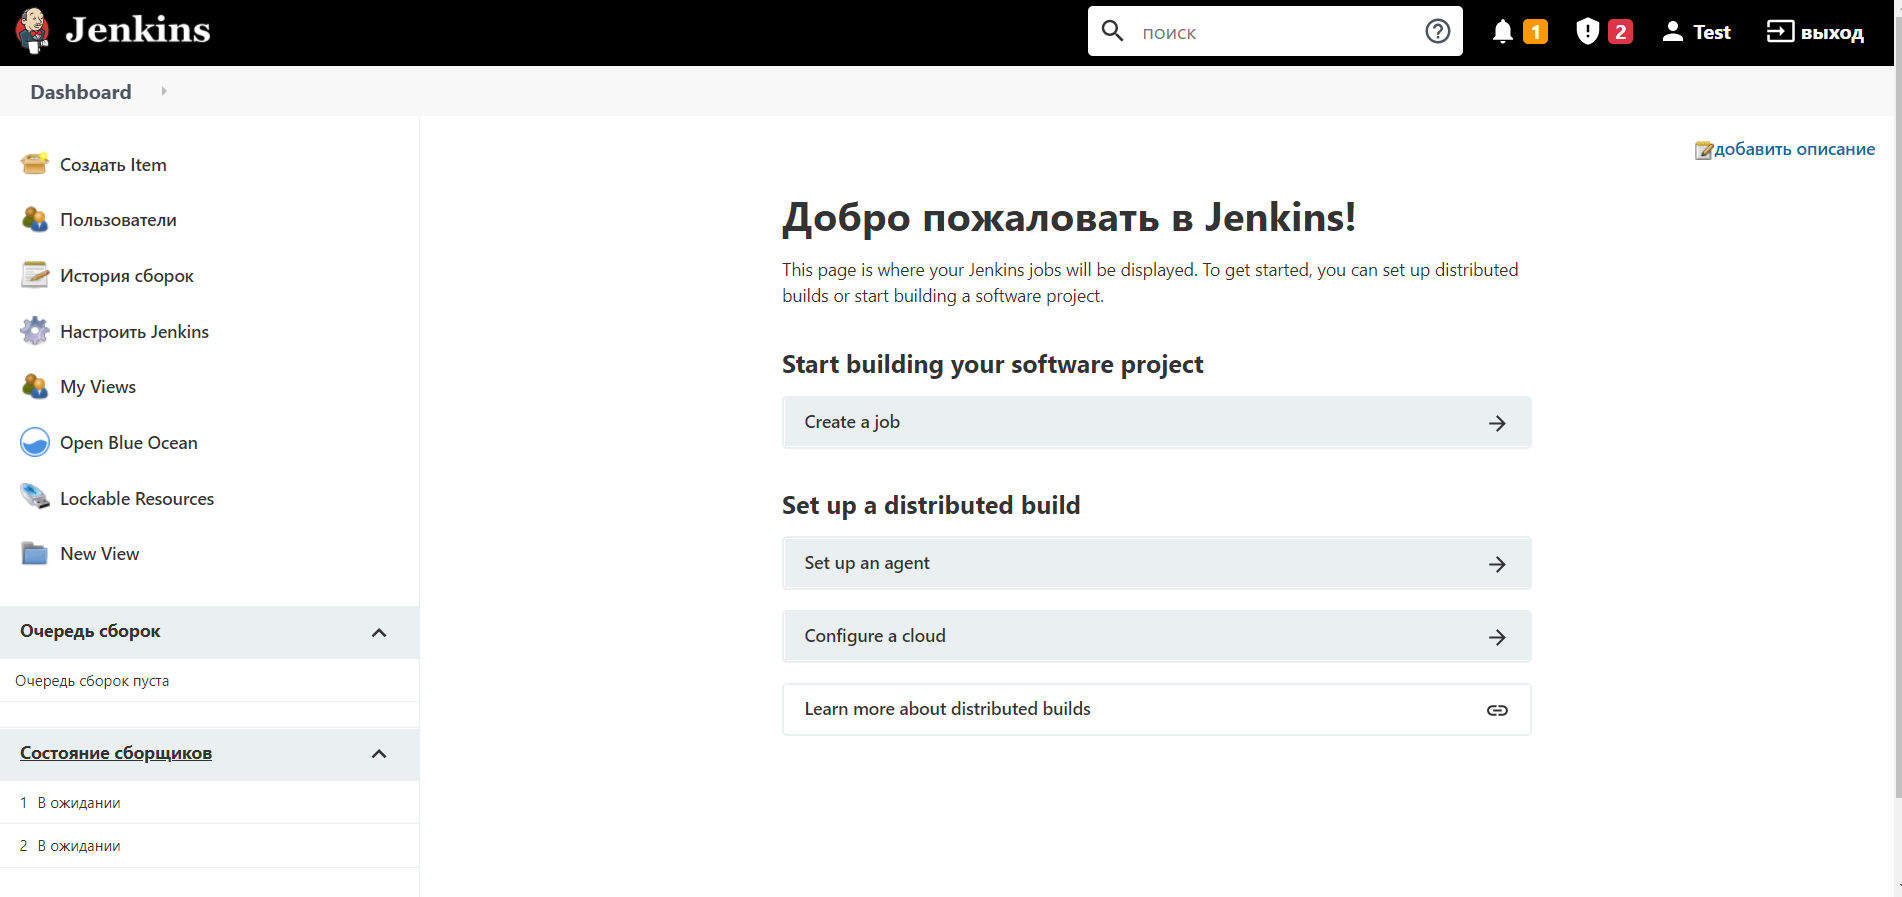 Jenkins
поиск
1
2
Test
выход
Dashboard
добавить описание
Создать Item
Пользователи
История сборок
Настроить Jenkins
My Views
Open Blue Ocean
Lockable Resources
New View
Очередь сборок
Очередь сборок пуста
Состояние сборщиков
1 В ожидании
2 В ожидании
Добро пожаловать в Jenkins!
This page is where your Jenkins jobs will be displayed. To get started, you can set up distributed
builds or start building a software project.
Start building your software project
Create a job
Set up a distributed build
Set up an agent
Configure a cloud
Learn more about distributed builds